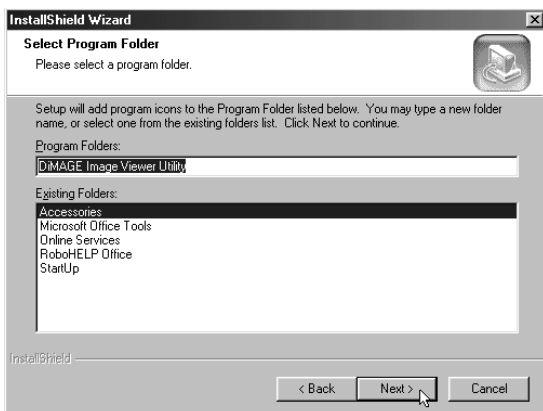 InstallShield Wizard
Select Program Folder
Please select a program folder.
Setup will add program icons to the Program Folder listed below. You may type a new folder
name, or select one from the existing folders list. Click Next to continue.
Program Folders:
DiMAGE Image Viewer Utility
Existing Folders:
Accessories
Microsoft Office Tools
Online Services
RoboHELP Office
StartUp
InstallShield
< Back
Next >
Cancel